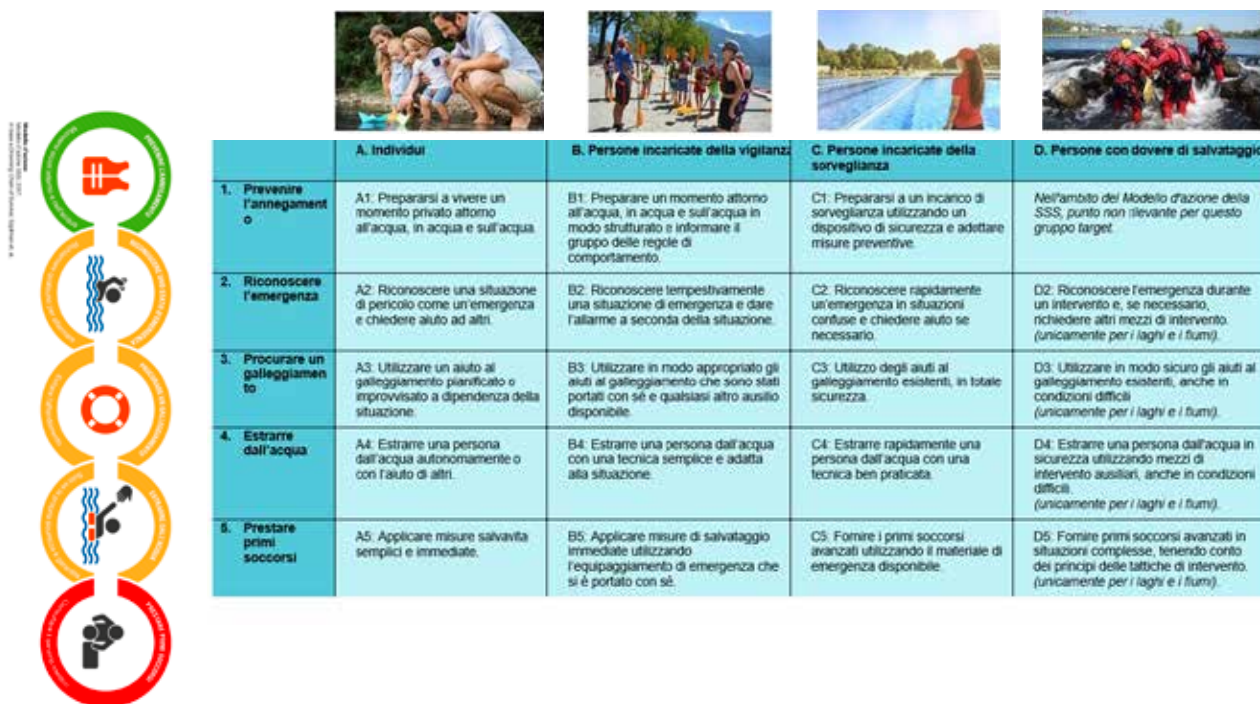 A. Individui
B. Persone incaricate della vigilanza
C. Persone incaricate della
sorveglianza
D. Persone con dovere di salvataggio
1. Prevenire
l'annegament
o
A1: Prepararsi a vivere un
momento privato attorno
all'acqua, in acqua e sull'acqua.
B1: Preparare un momento attorno
all'acqua, in acqua e sull'acqua in
modo strutturato e informare il
gruppo delle regole di
comportamento.
C1: Prepararsi a un incarico di
sorveglianza utilizzando un
dispositivo di sicurezza e adottare
misure preventive.
Nell'ambito del Modello d'azione della
SSS, punto non rilevante per questo
gruppo target.
2. Riconoscere
l'emergenza
A2: Riconoscere una situazione
di pericolo come un'emergenza
e chiedere aiuto ad altri.
B2: Riconoscere tempestivamente
una situazione di emergenza e dare
l'allarme a seconda della situazione.
C2: Riconoscere rapidamente
un'emergenza in situazioni
confuse e chiedere aiuto se
necessario.
D2: Riconoscere l'emergenza durante
un intervento e, se necessario,
richiedere altri mezzi di intervento.
(unicamente per i laghi e i fiumi).
3. Procurare un
galleggiamen
to
A3: Utilizzare un aiuto al
galleggiamento pianificato o
improvvisato a dipendenza della
situazione.
B3: Utilizzare in modo appropriato gli
aiuti al galleggiamento che sono stati
portati con sé e qualsiasi altro ausilio
disponibile.
C3: Utilizzo degli aiuti al
galleggiamento esistenti, in totale
sicurezza.
D3: Utilizzare in modo sicuro gli aiuti al
galleggiamento esistenti, anche in
condizioni difficili
(unicamente per i laghi e i fiumi).
4. Estrarre
dall'acqua
A4: Estrarre una persona
dall'acqua autonomamente o
con l'aiuto di altri.
B4: Estrarre una persona dall'acqua
con una tecnica semplice e adatta
alla situazione.
C4: Estrarre rapidamente una
persona dall'acqua con una
tecnica ben praticata.
D4: Estrarre una persona dall'acqua in
sicurezza utilizzando mezzi di
intervento ausiliari, anche in condizioni
difficili.
(unicamente per i laghi e i fiumi).
5. Prestare
primi
soccorsi
A5: Applicare misure salvavita
semplici e immediate.
B5: Applicare misure di salvataggio
immediate utilizzando
l'equipaggiamento di emergenza che
si è portato con sé.
C5: Fornire i primi soccorsi
avanzati utilizzando il materiale di
emergenza disponibile.
D5: Fornire primi soccorsi avanzati in
situazioni complesse, tenendo conto
dei principi delle tattiche di intervento.
(unicamente per i laghi e i fiumi).
PRESTARE PRIMI SOCCORSI